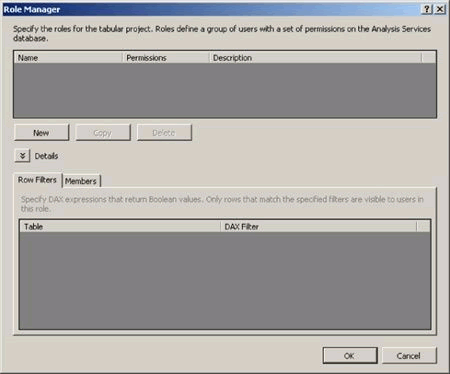 Role Manager
Specify the roles for the tabular project. Roles define a group of users with a set of permissions on the Analysis Services
database.
Name Permissions Description
New Copy Delete
Details
Row Filters Members
Specify DAX expressions that return Boolean values. Only rows that match the specified filters are visible to users in
this role.
Table DAX Filter
OK Cancel